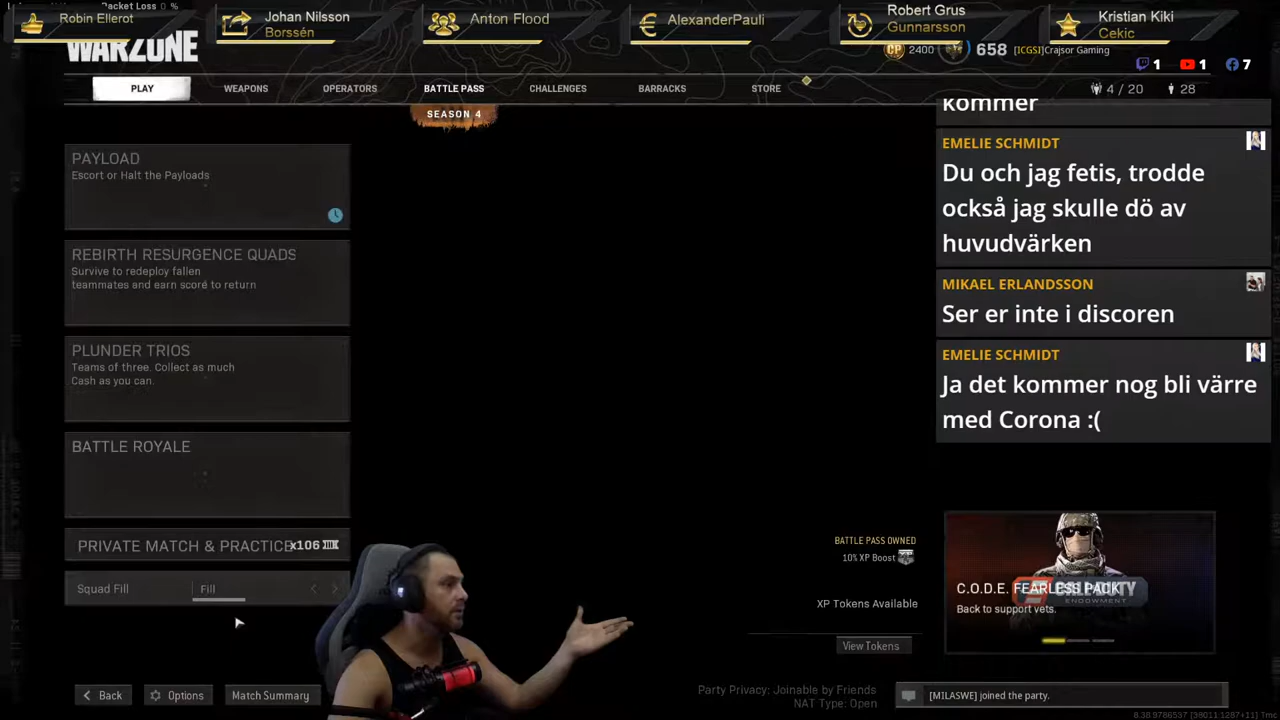 Packet Loss 0 %
Robin Ellerot
Johan Nilsson
Borssén
Anton Flood
AlexanderPauli
Robert Grus
Gunnarsson
Kristian Kiki
Cekic
WARZONE
CP 2400
658
[ICGSI]Crajsor Gaming
1
1
7
PLAY
WEAPONS
OPERATORS
BATTLE PASS
CHALLENGES
BARRACKS
STORE
4 / 20
28
SEASON 4
kommer
EMELIE SCHMIDT
Du och jag fetis, trodde
också jag skulle dö av
huvudvärken
MIKAEL ERLANDSSON
Ser er inte i discoren
EMELIE SCHMIDT
Ja det kommer nog bli värre
med Corona :(
PAYLOAD
Escort or Halt the Payloads
REBIRTH RESURGENCE QUADS
Survive to redeploy fallen
teammates and earn score to return
PLUNDER TRIOS
Teams of three. Collect as much
Cash as you can.
BATTLE ROYALE
PRIVATE MATCH & PRACTICE
x106
Squad Fill
Fill
BATTLE PASS OWNED
10% XP Boost
XP Tokens Available
View Tokens
C.O.D.E. FEARLESS PACK
ENDOWMENT
Back to support vets.
Back
Options
Match Summary
Party Privacy: Joinable by Friends
NAT Type: Open
[MILASWE] joined the party.